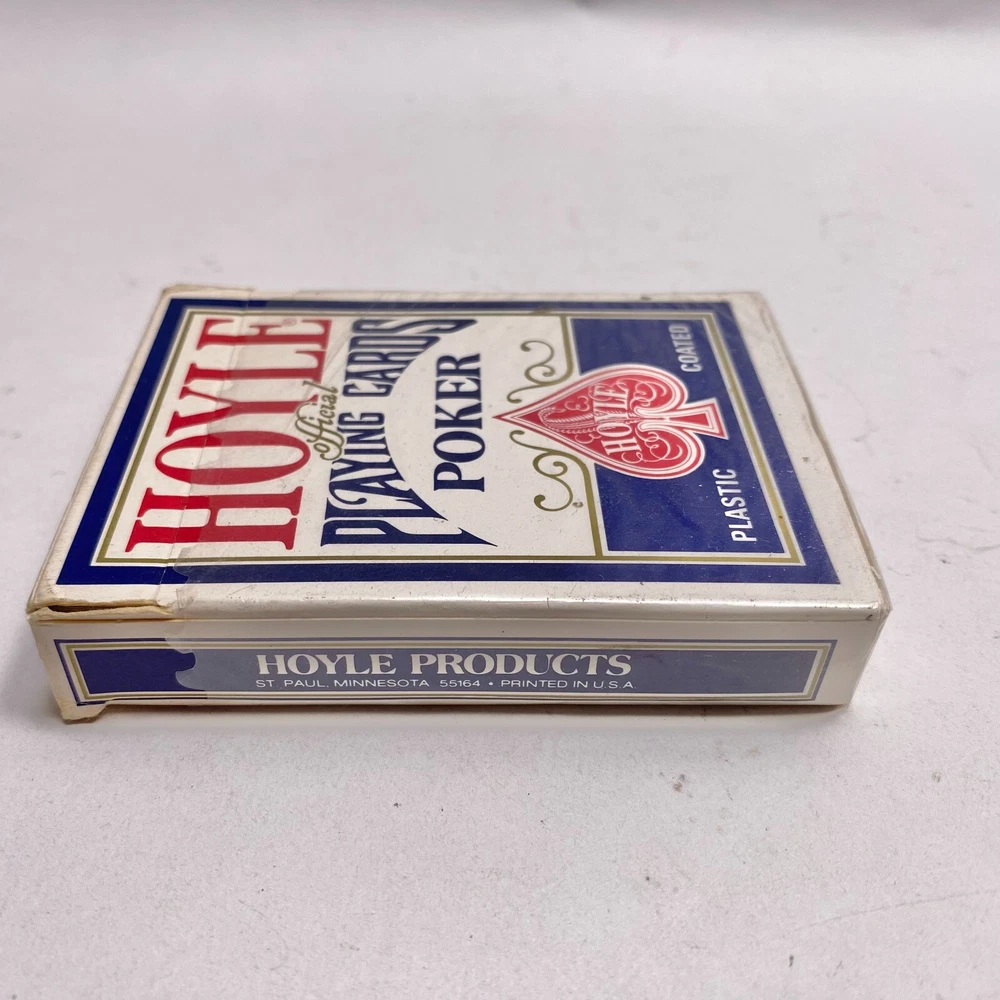 HOYLE®
Official
PLAYING CARDS
POKER
HOYLE
PLASTIC COATED
HOYLE PRODUCTS
ST. PAUL, MINNESOTA 55164 • PRINTED IN U.S.A.